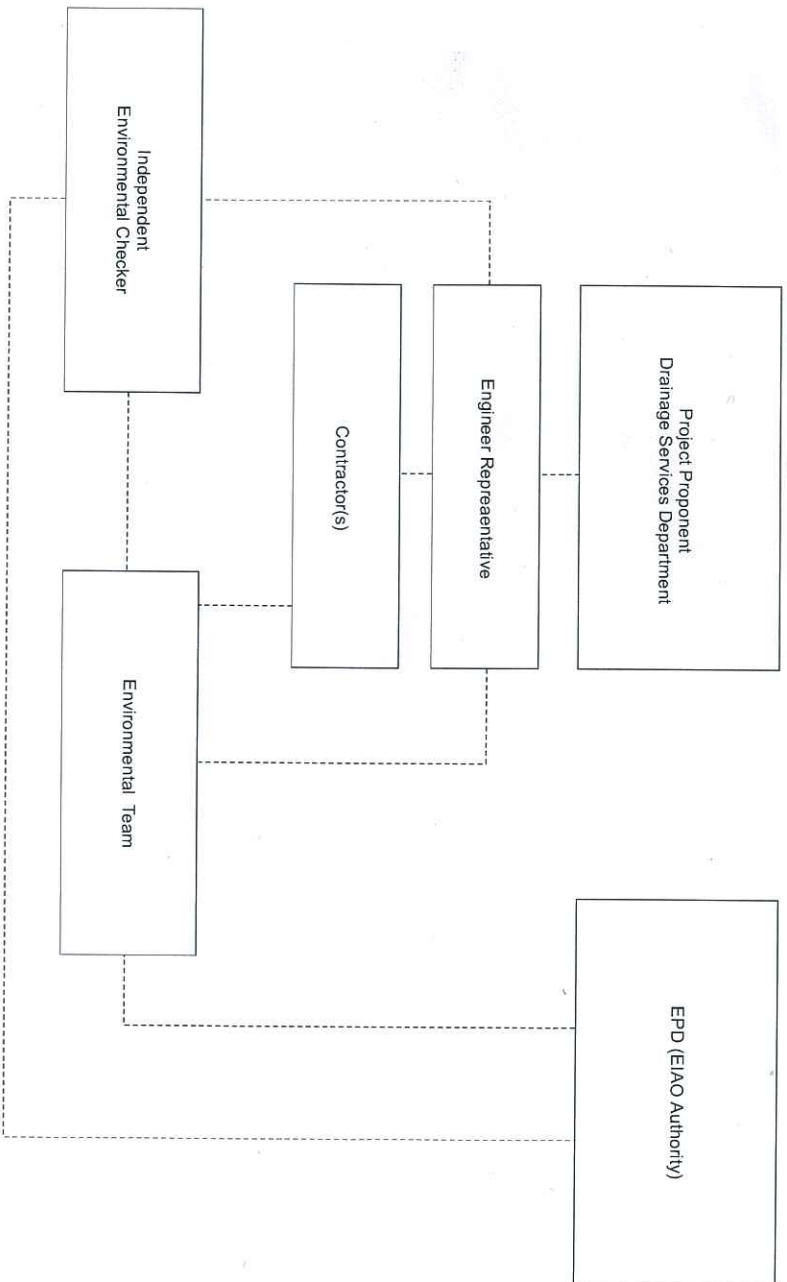 Project Proponent
Drainage Services Department
EPD (EIAO Authority)
Engineer Repreaentative
Contractor(s)
Independent
Environmental Checker
Environmental Team